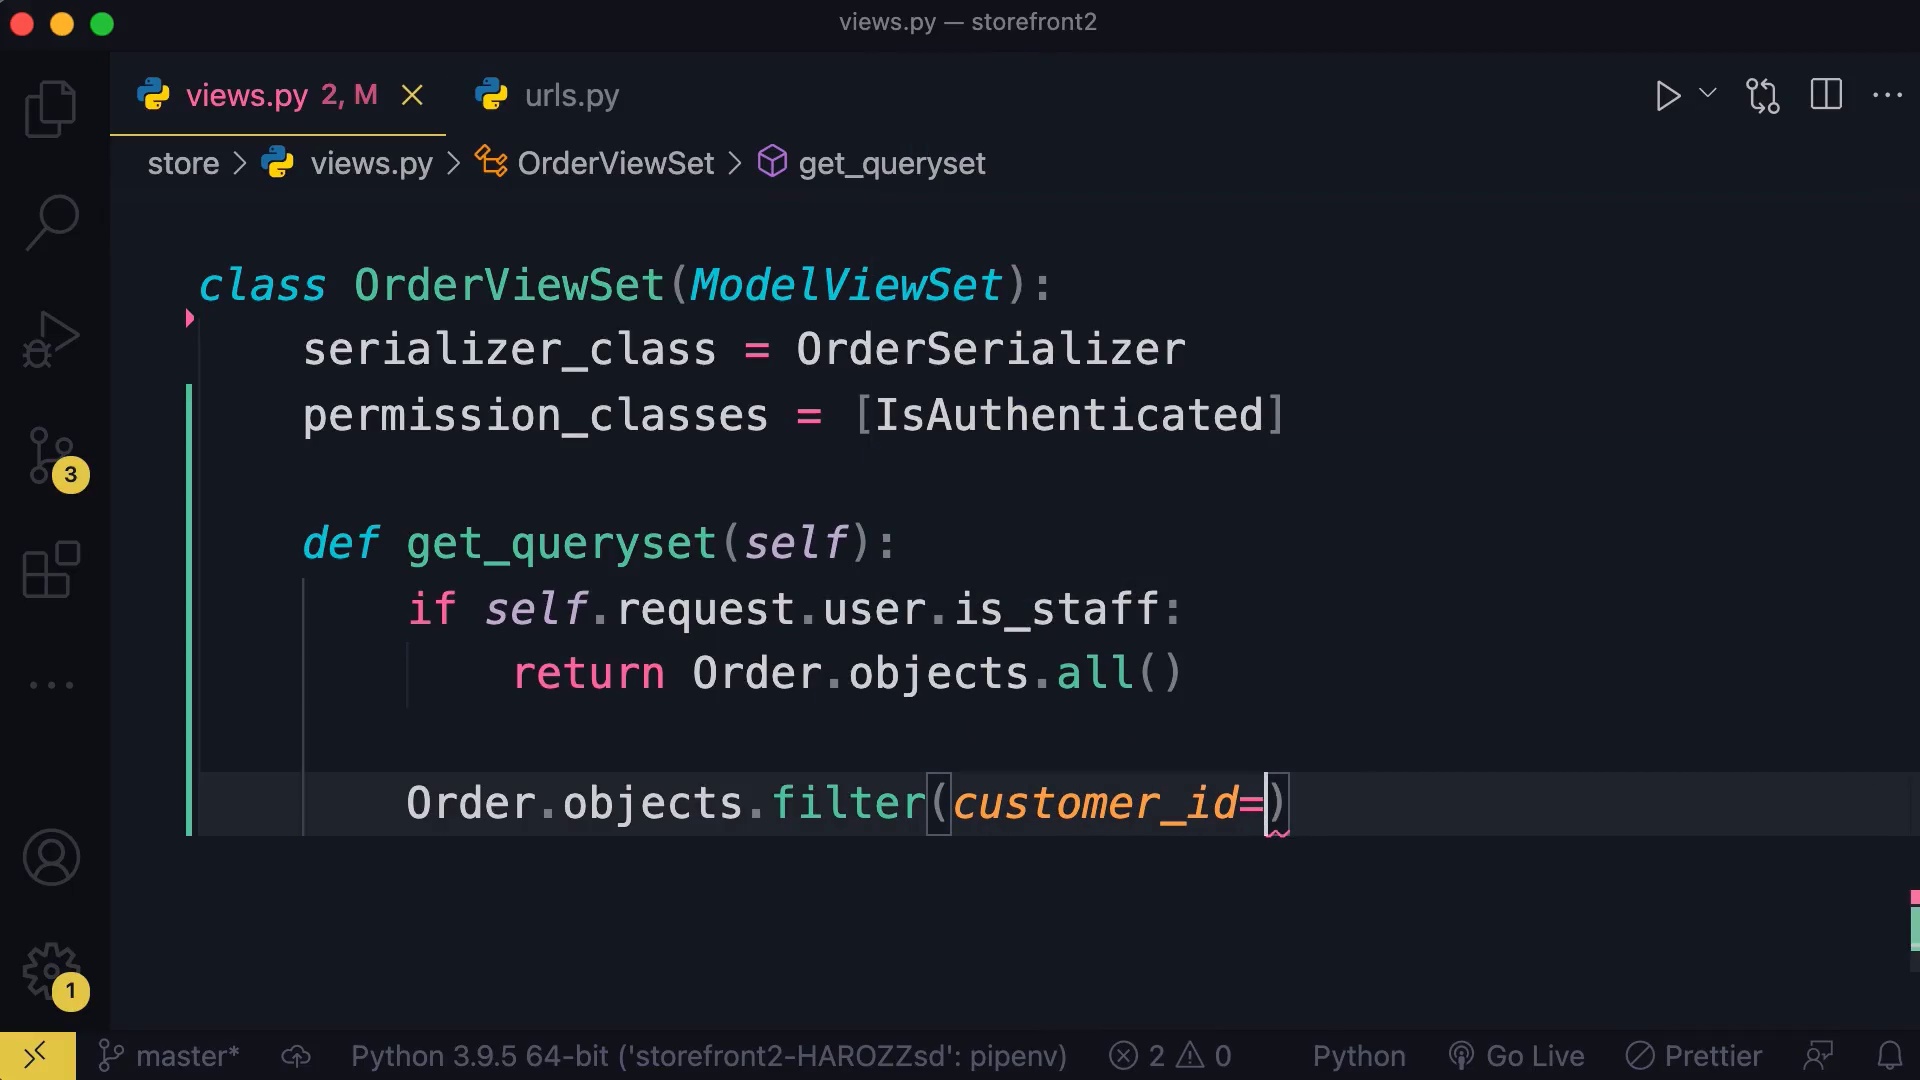 views.py — storefront2
views.py 2, M
urls.py
store > views.py > OrderViewSet > get_queryset
class OrderViewSet(ModelViewSet):
serializer_class = OrderSerializer
permission_classes = [IsAuthenticated]
def get_queryset(self):
if self.request.user.is_staff:
return Order.objects.all()
Order.objects.filter(customer_id=)
3
1
master* Python 3.9.5 64-bit ('storefront2-HAROZZsd': pipenv) 2 0 Python Go Live Prettier